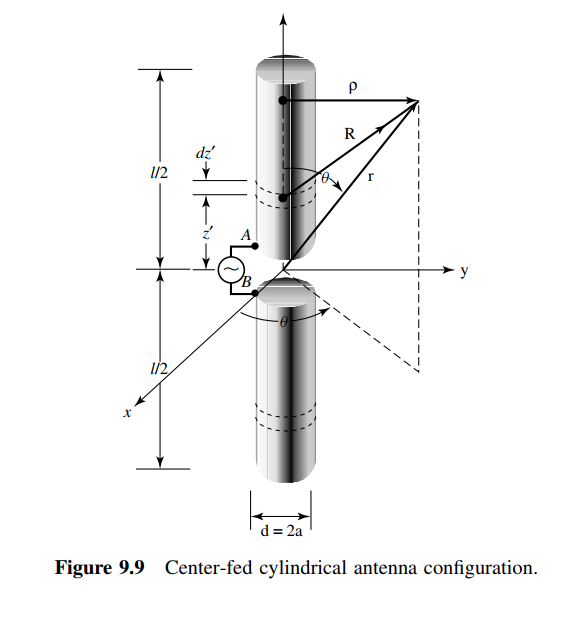 ρ
R
dz′
l/2
θ
r
z′
A
~
y
B
θ
l/2
x
d = 2a
Figure 9.9 Center-fed cylindrical antenna configuration.